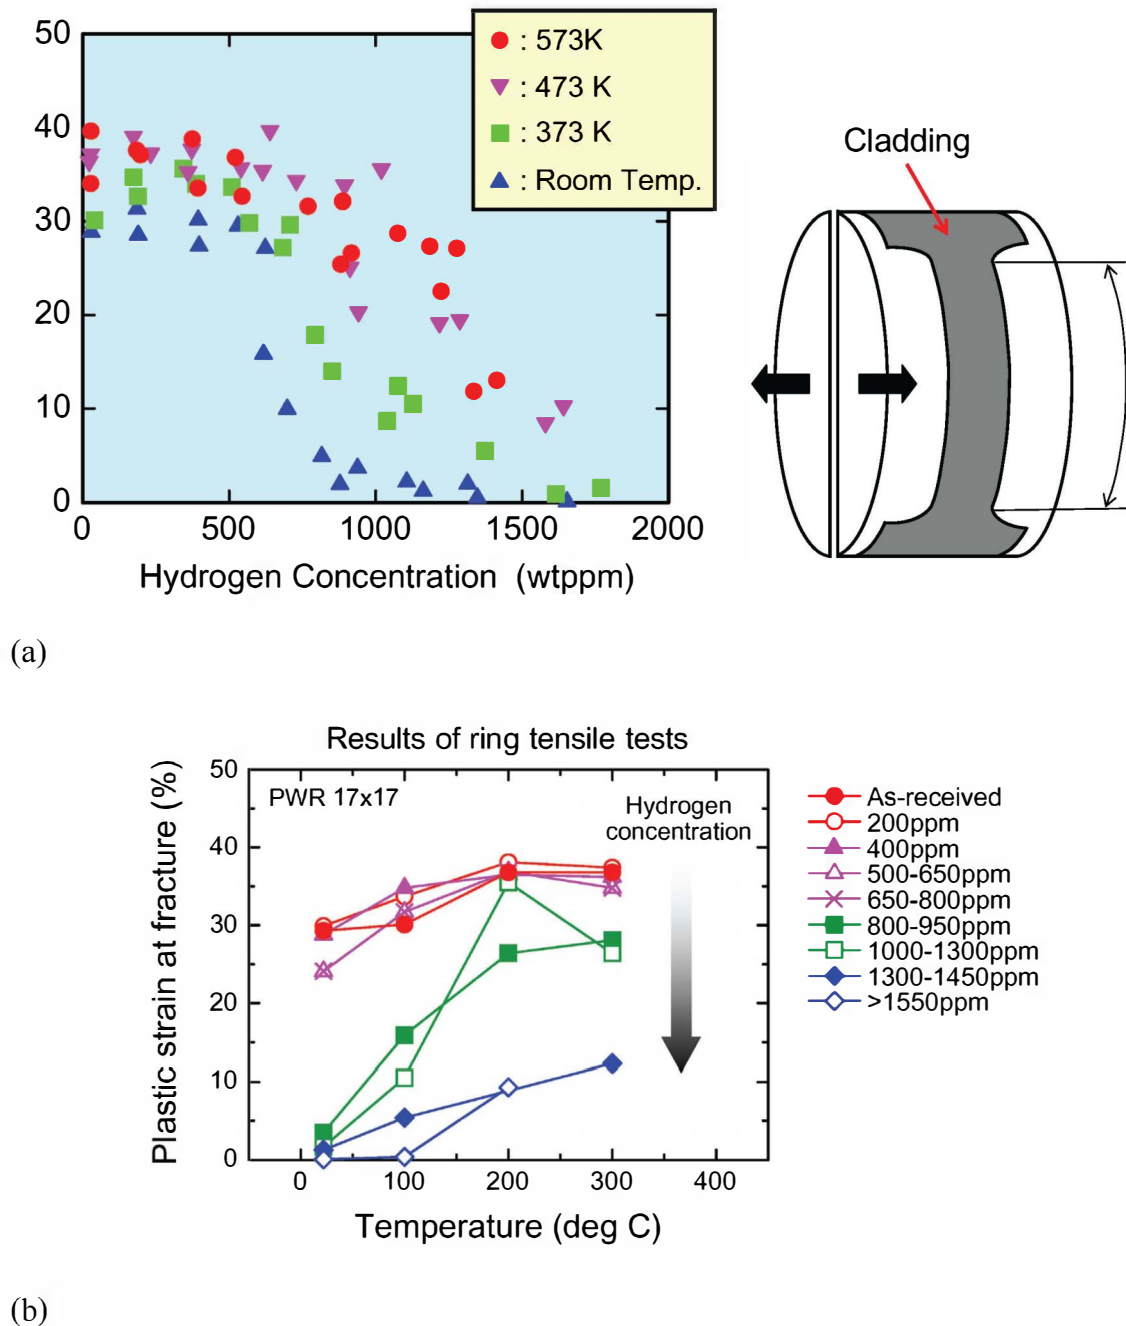 (a)
50
40
30
20
10
0
0 500 1000 1500 2000
Hydrogen Concentration (wtppm)
: 573K
: 473 K
: 373 K
: Room Temp.
Cladding
(b)
Results of ring tensile tests
PWR 17x17
Hydrogen
concentration
Plastic strain at fracture (%)
50
40
30
20
10
0
0 100 200 300 400
Temperature (deg C)
As-received
200ppm
400ppm
500-650ppm
650-800ppm
800-950ppm
1000-1300ppm
1300-1450ppm
>1550ppm